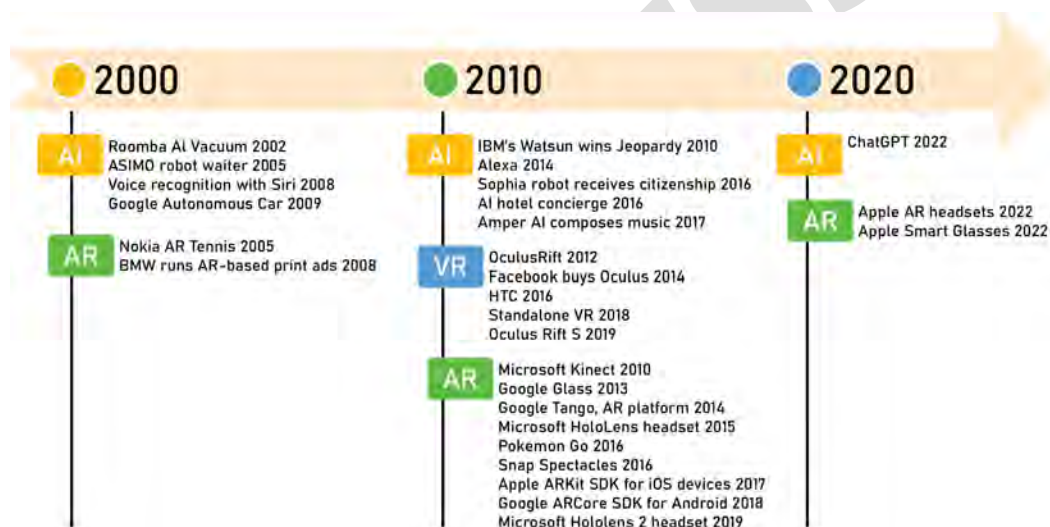 2000
2010
2020
AI
Roomba AI Vacuum 2002
ASIMO robot waiter 2005
Voice recognition with Siri 2008
Google Autonomous Car 2009
AR
Nokia AR Tennis 2005
BMW runs AR-based print ads 2008
AI
IBM's Watsun wins Jeopardy 2010
Alexa 2014
Sophia robot receives citizenship 2016
AI hotel concierge 2016
Amper AI composes music 2017
VR
OculusRift 2012
Facebook buys Oculus 2014
HTC 2016
Standalone VR 2018
Oculus Rift S 2019
AR
Microsoft Kinect 2010
Google Glass 2013
Google Tango, AR platform 2014
Microsoft HoloLens headset 2015
Pokemon Go 2016
Snap Spectacles 2016
Apple ARKit SDK for iOS devices 2017
Google ARCore SDK for Android 2018
Microsoft Hololens 2 headset 2019
AI
ChatGPT 2022
AR
Apple AR headsets 2022
Apple Smart Glasses 2022